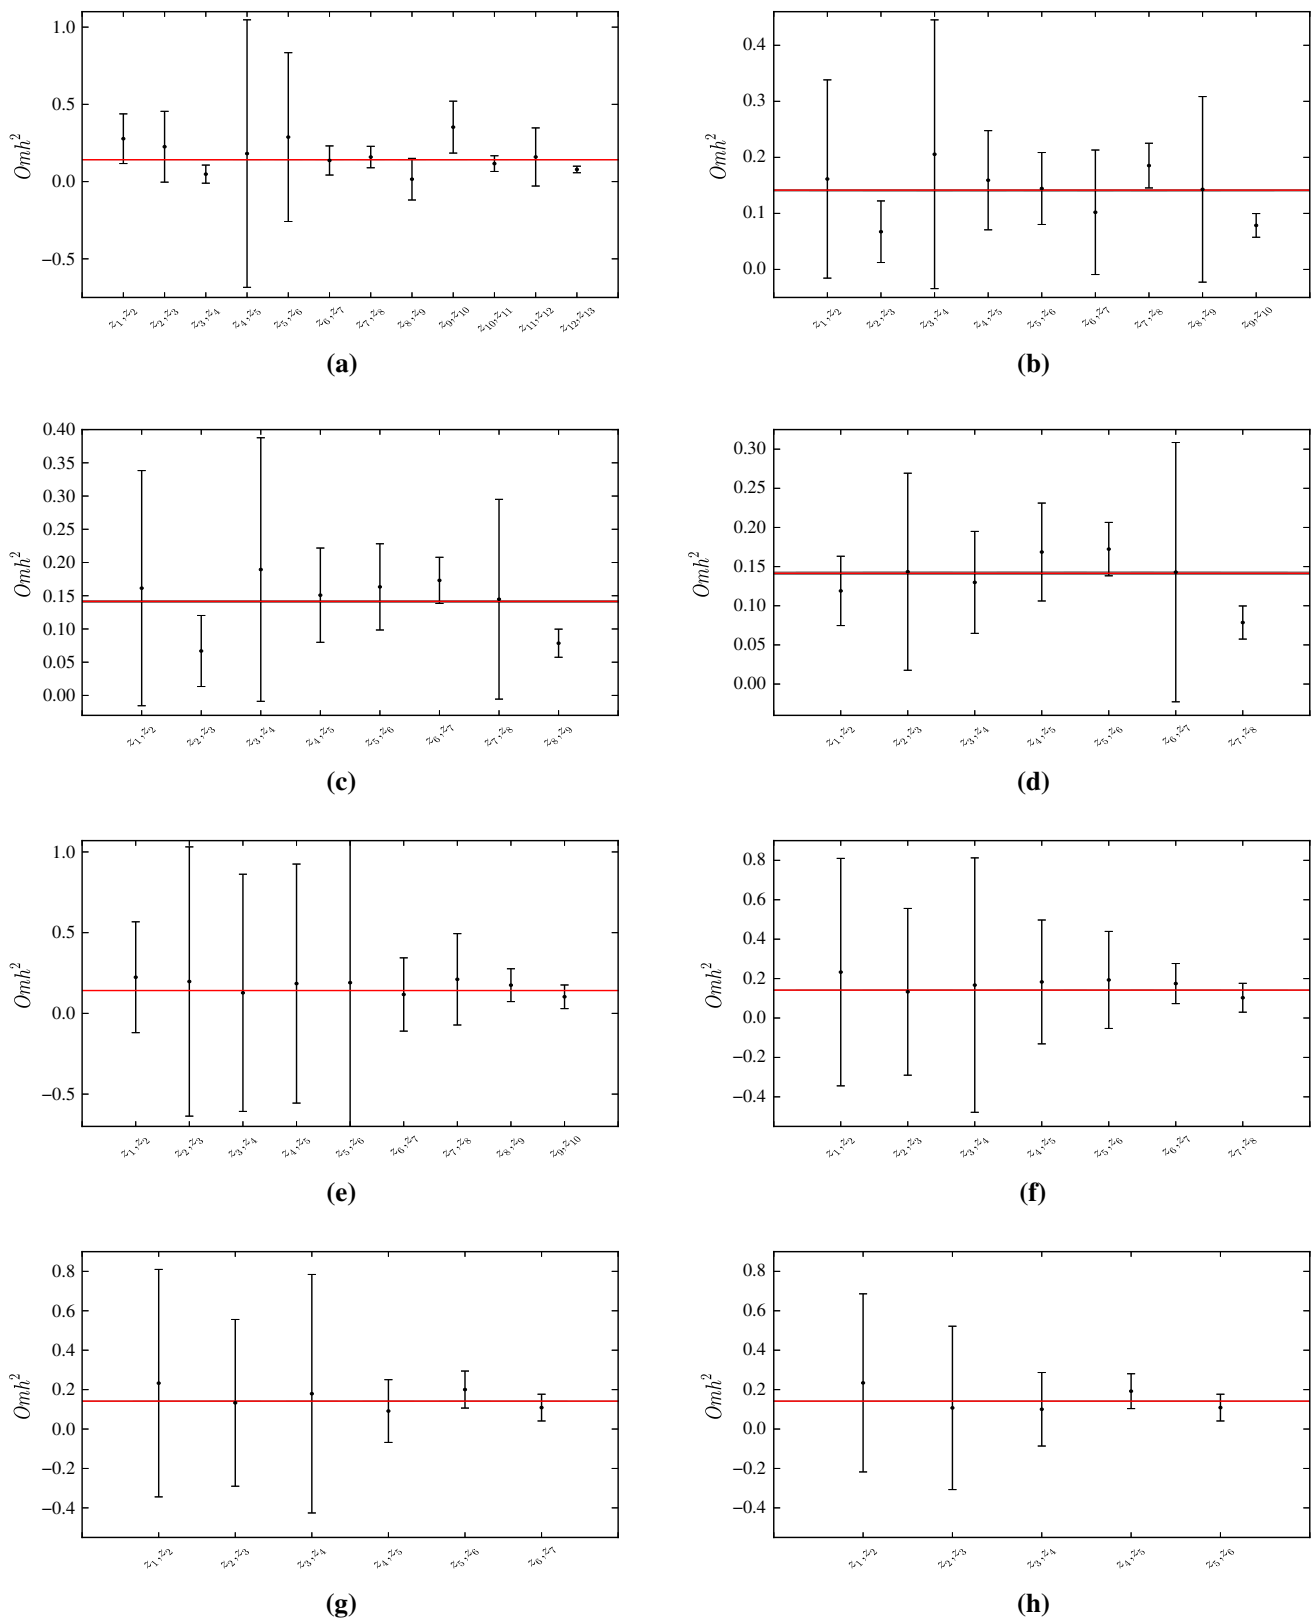 Omh²
1.0
0.5
0.0
−0.5
z₁,z₂ z₂,z₃ z₃,z₄ z₄,z₅ z₅,z₆ z₆,z₇ z₇,z₈ z₈,z₉ z₉,z₁₀ z₁₀,z₁₁ z₁₁,z₁₂ z₁₂,z₁₃
(a)
Omh²
0.4
0.3
0.2
0.1
0.0
z₁,z₂ z₂,z₃ z₃,z₄ z₄,z₅ z₅,z₆ z₆,z₇ z₇,z₈ z₈,z₉ z₉,z₁₀
(b)
Omh²
0.40
0.35
0.30
0.25
0.20
0.15
0.10
0.05
0.00
z₁,z₂ z₂,z₃ z₃,z₄ z₄,z₅ z₅,z₆ z₆,z₇ z₇,z₈ z₈,z₉
(c)
Omh²
0.30
0.25
0.20
0.15
0.10
0.05
0.00
z₁,z₂ z₂,z₃ z₃,z₄ z₄,z₅ z₅,z₆ z₆,z₇ z₇,z₈
(d)
Omh²
1.0
0.5
0.0
−0.5
z₁,z₂ z₂,z₃ z₃,z₄ z₄,z₅ z₅,z₆ z₆,z₇ z₇,z₈ z₈,z₉ z₉,z₁₀
(e)
Omh²
0.8
0.6
0.4
0.2
0.0
−0.2
−0.4
z₁,z₂ z₂,z₃ z₃,z₄ z₄,z₅ z₅,z₆ z₆,z₇ z₇,z₈
(f)
Omh²
0.8
0.6
0.4
0.2
0.0
−0.2
−0.4
z₁,z₂ z₂,z₃ z₃,z₄ z₄,z₅ z₅,z₆ z₆,z₇
(g)
Omh²
0.8
0.6
0.4
0.2
0.0
−0.2
−0.4
z₁,z₂ z₂,z₃ z₃,z₄ z₄,z₅ z₅,z₆
(h)